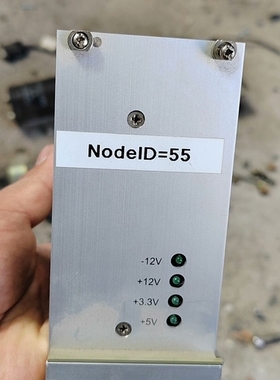 NodeID=55
-12V
+12V
+3.3V
+5V